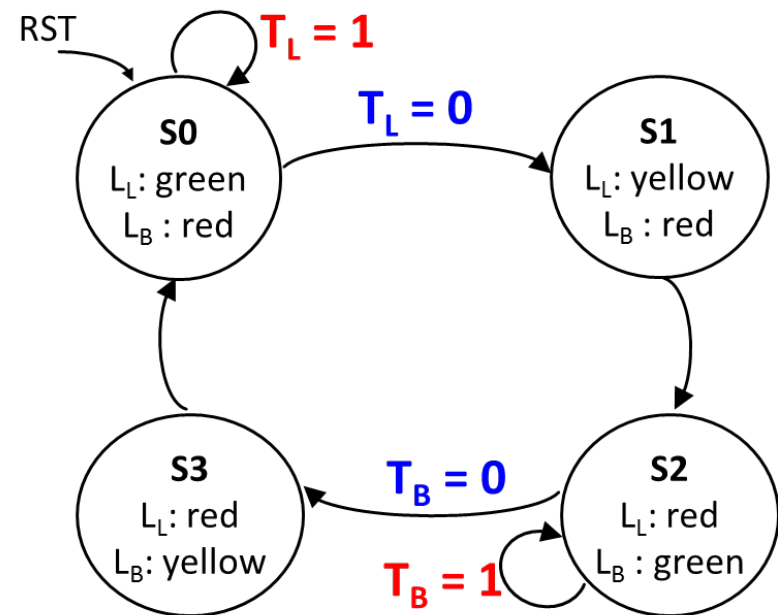 RST
T_L = 1
T_L = 0
S0
L_L: green
L_B : red
S1
L_L: yellow
L_B : red
S3
L_L: red
L_B: yellow
T_B = 0
T_B = 1
S2
L_L: red
L_B : green